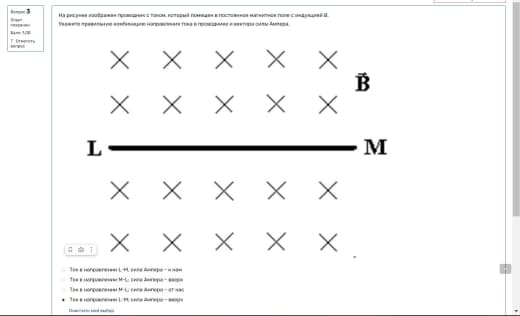 Вопрос 3
Ответ
сохранен
Балл: 1,00
Отметить
вопрос
На рисунке изображен проводник с током, который помещен в постоянное магнитное поле с индукцией B.
Укажите правильную комбинацию направления тока в проводнике и вектора силы Ампера.
B
L M
Ток в направлении L-M; сила Ампера - к нам
Ток в направлении M-L; сила Ампера - вверх
Ток в направлении M-L; сила Ампера - от нас
Ток в направлении L-M; сила Ампера - вверх
Очистить мой выбор